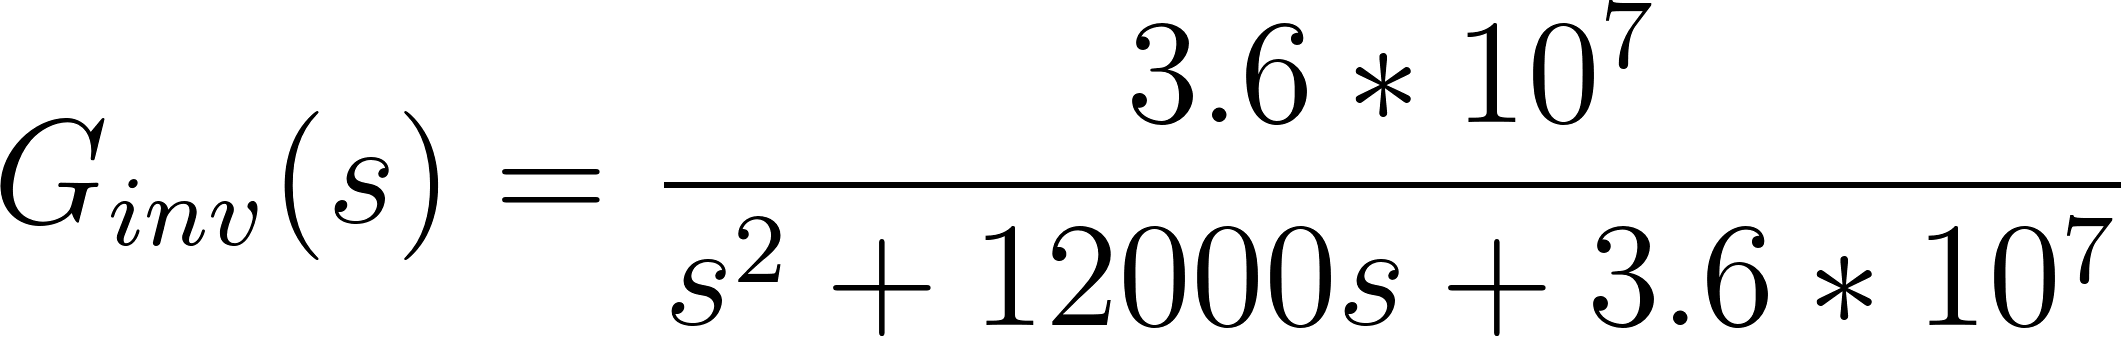 G_{inv}(s) = \frac{3.6 * 10^7}{s^2 + 12000s + 3.6 * 10^7}